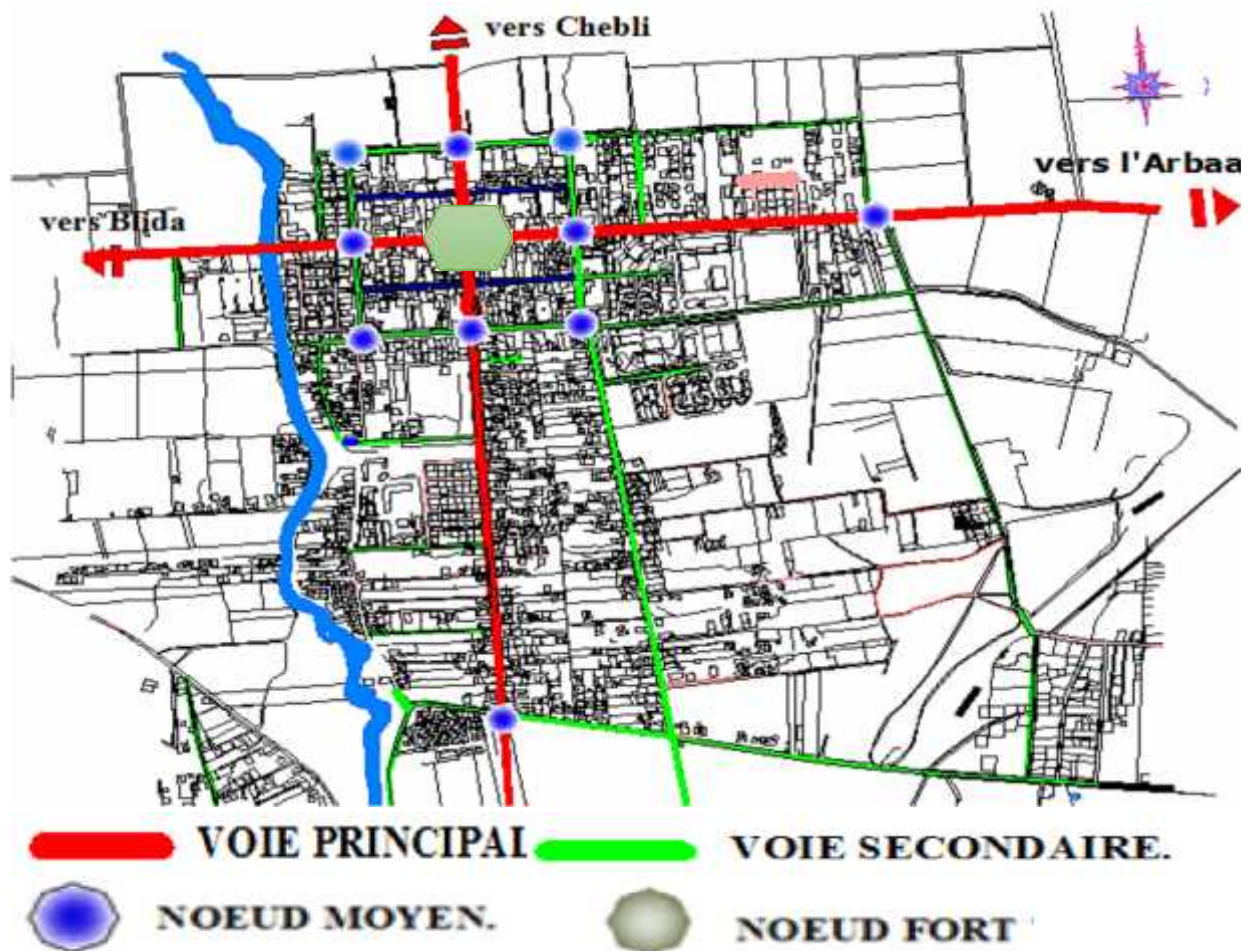 vers Chebli
vers l'Arbaa
vers Blida
VOIE PRINCIPAL
VOIE SECONDAIRE.
NOEUD MOYEN.
NOEUD FORT